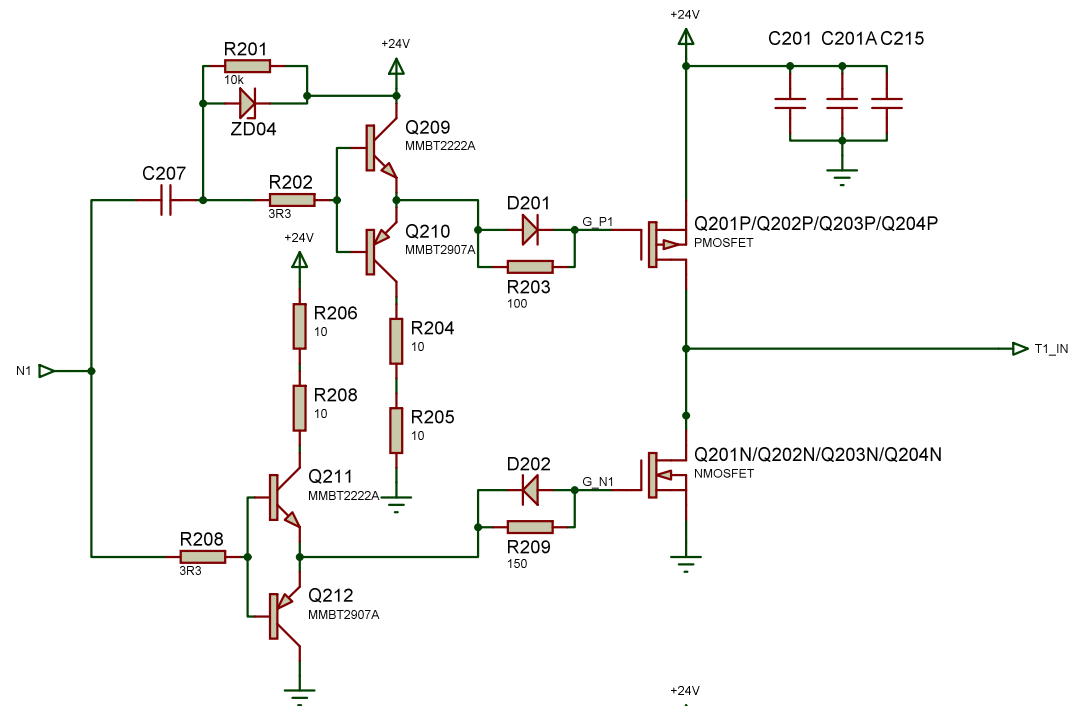 +24V
C201 C201A C215
+24V
R201
10k
ZD04
Q209
MMBT2222A
C207
R202
3R3
D201
G_P1
Q201P/Q202P/Q203P/Q204P
PMOSFET
+24V
Q210
MMBT2907A
R203
100
R206
10
R204
10
T1_IN
N1
R208
10
R205
10
Q211
MMBT2222A
D202
G_N1
Q201N/Q202N/Q203N/Q204N
NMOSFET
R208
3R3
R209
150
Q212
MMBT2907A
+24V